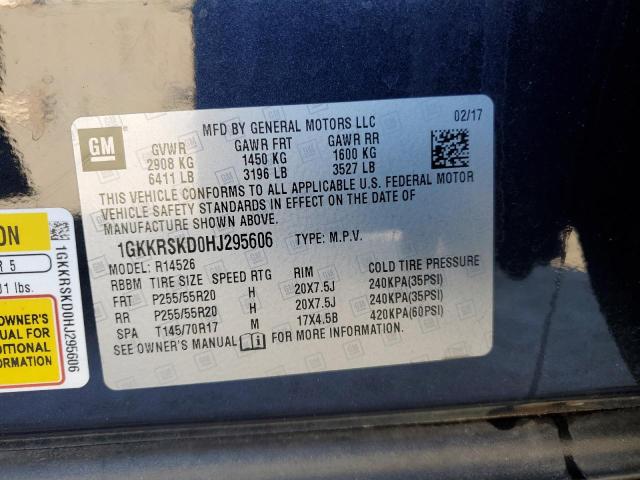 GM
MFD BY GENERAL MOTORS LLC
02/17
GVWR GAWR FRT GAWR RR
2908 KG 1450 KG 1600 KG
6411 LB 3196 LB 3527 LB
THIS VEHICLE CONFORMS TO ALL APPLICABLE U.S. FEDERAL MOTOR
VEHICLE SAFETY STANDARDS IN EFFECT ON THE DATE OF
MANUFACTURE SHOWN ABOVE.
1GKKRSKD0HJ295606 TYPE: M.P.V.
MODEL: R14526
RBBM TIRE SIZE SPEED RTG RIM COLD TIRE PRESSURE
FRT P255/55R20 H 20X7.5J 240KPA(35PSI)
RR P255/55R20 H 20X7.5J 240KPA(35PSI)
SPA T145/70R17 M 17X4.5B 420KPA(60PSI)
SEE OWNER'S MANUAL FOR MORE INFORMATION.
ON
R 5
01 lbs.
OWNER'S
NUAL FOR
DITIONAL
ORMATION
1GKKRSKD0HJ295606